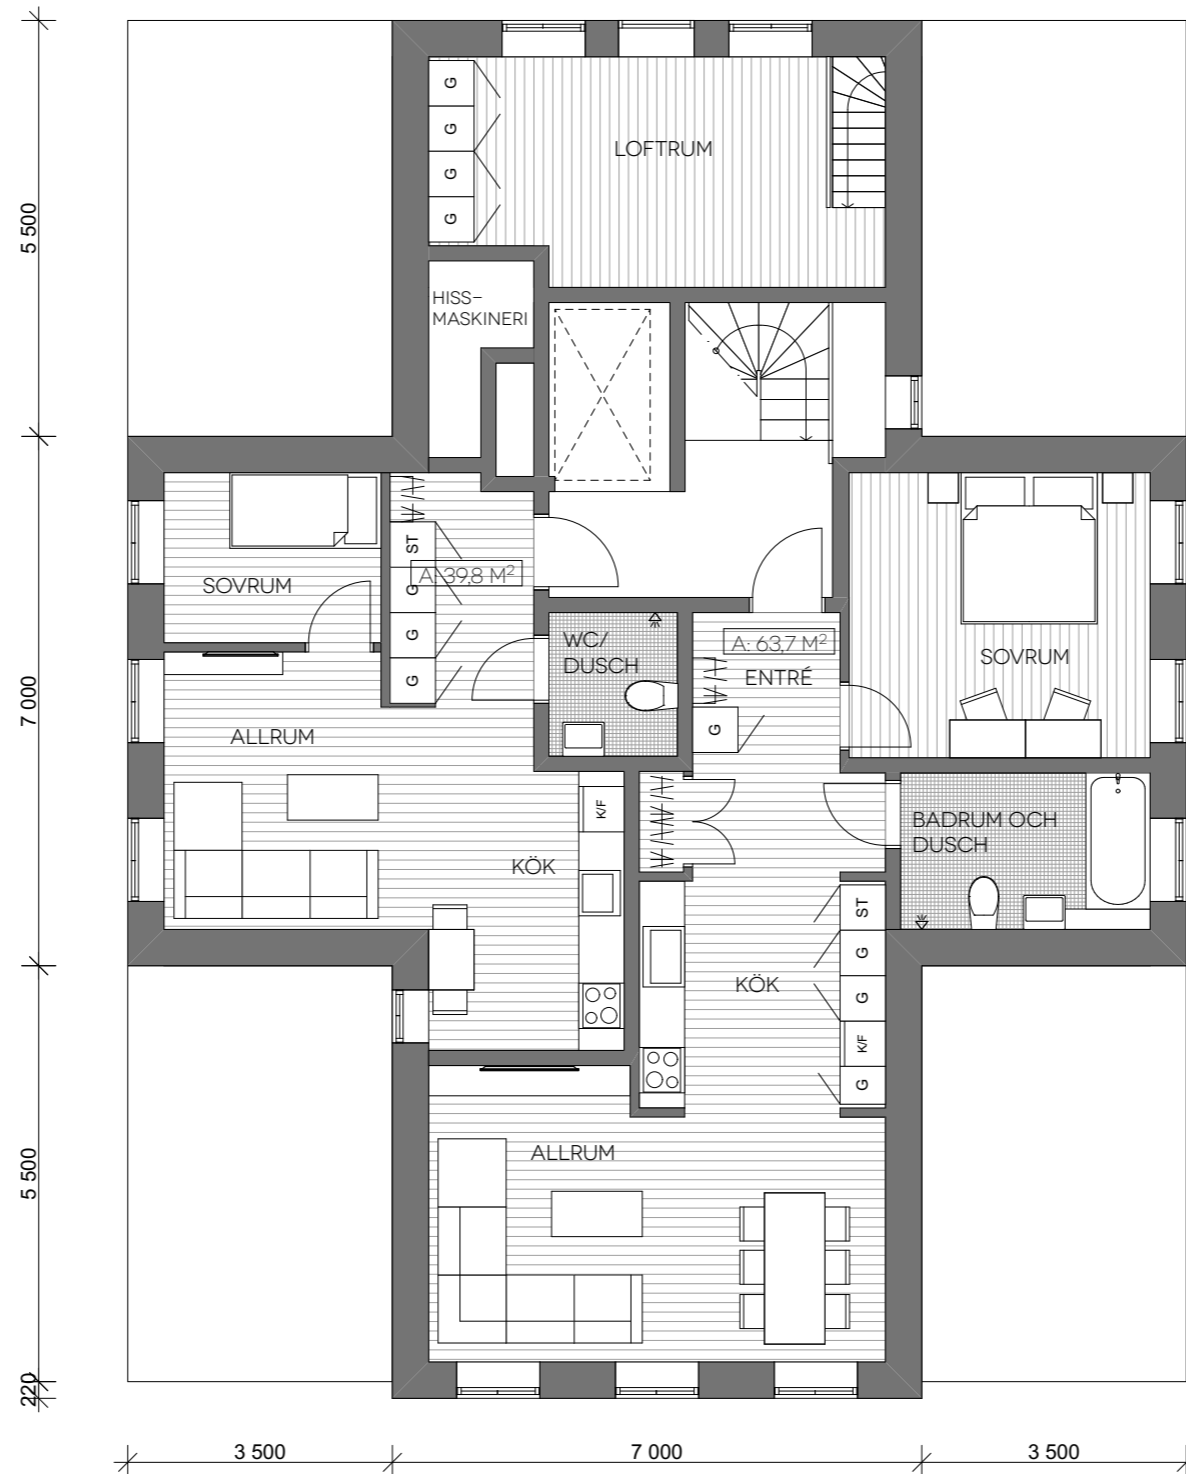 LOFTRUM
G
G
G
G
5 500
HISS-
MASKINERI
ST
G
G
G
A: 39,8 M²
SOVRUM
WC/
DUSCH
A: 63,7 M²
ENTRÉ
G
SOVRUM
7 000
ALLRUM
K/F
KÖK
BADRUM OCH
DUSCH
ST
G
G
K/F
G
KÖK
5 500
ALLRUM
220
3 500
7 000
3 500